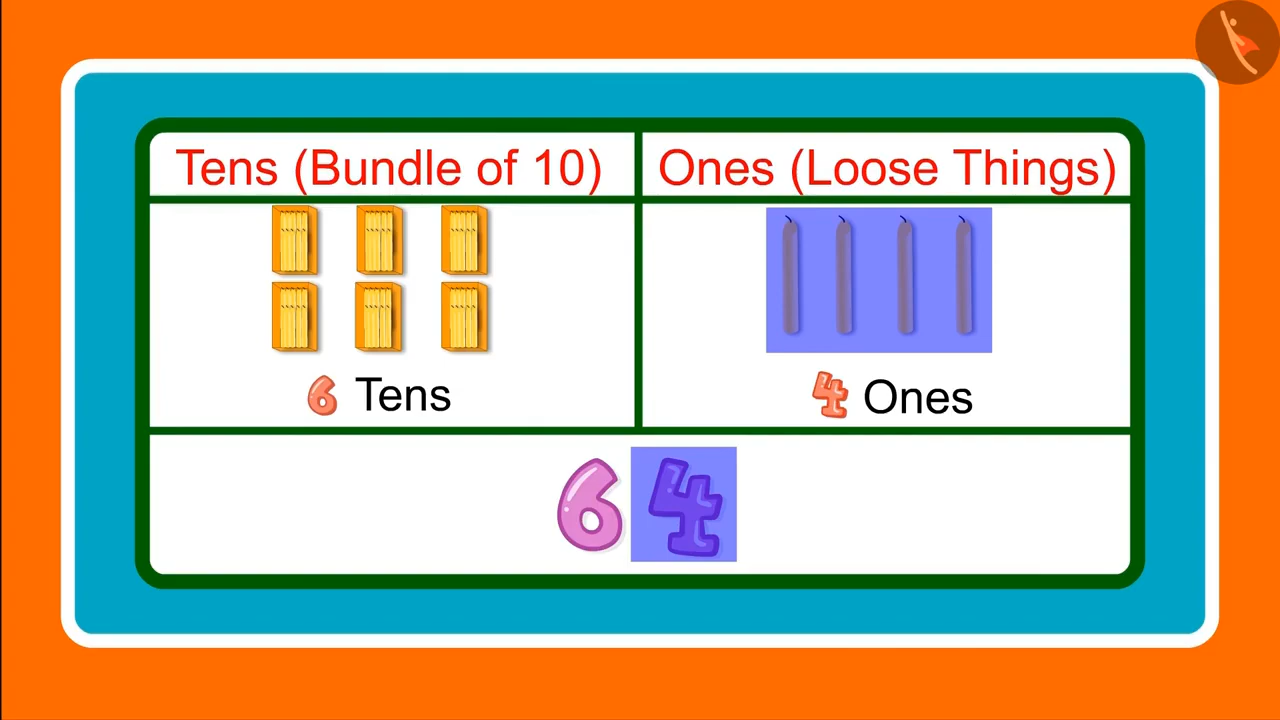 Tens (Bundle of 10)
Ones (Loose Things)
6 Tens
4 Ones
64